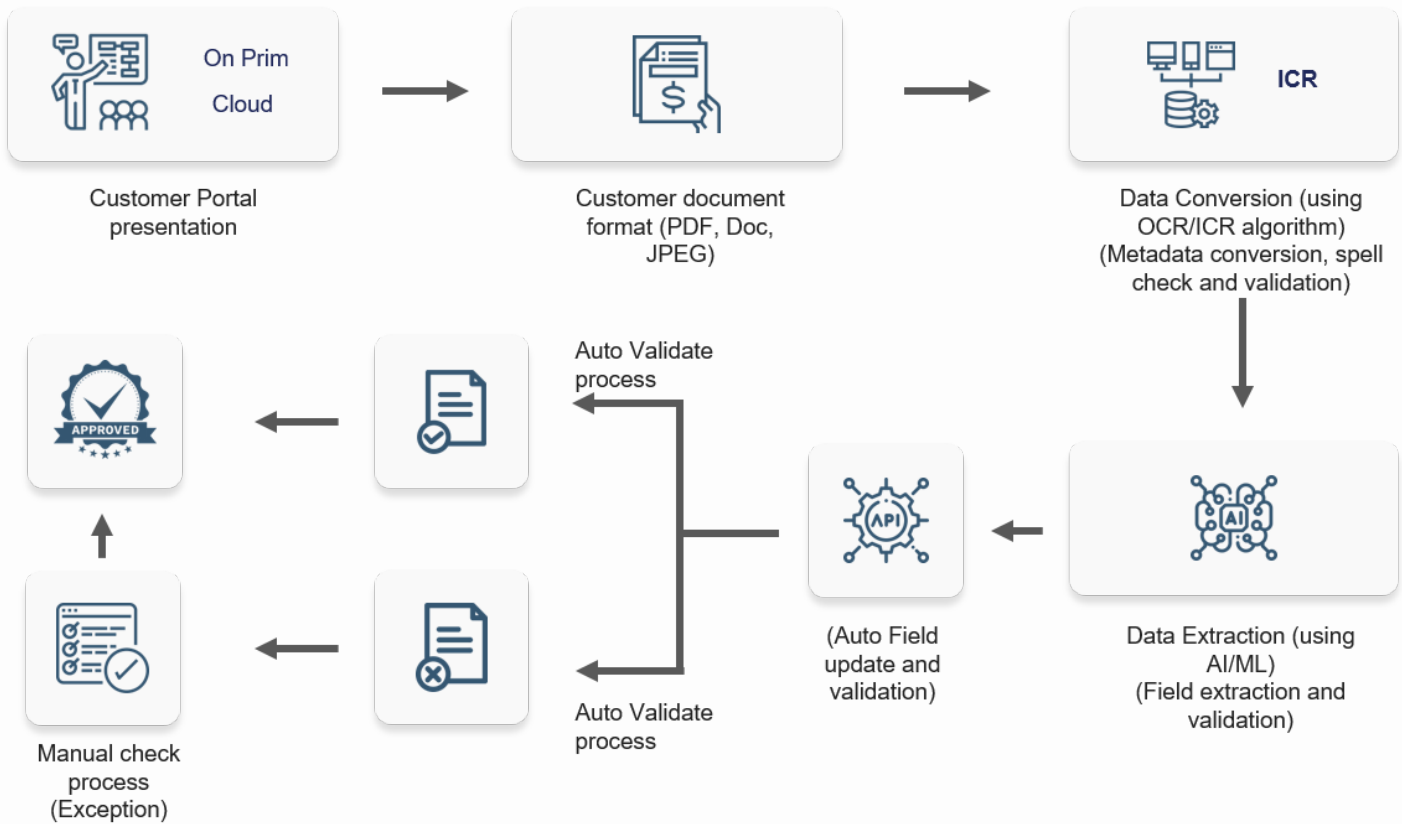 On Prim
Cloud
ICR
Customer Portal
presentation
Customer document
format (PDF, Doc,
JPEG)
Data Conversion (using
OCR/ICR algorithm)
(Metadata conversion, spell
check and validation)
Auto Validate
process
APPROVED
API
AI
(Auto Field
update and
validation)
Data Extraction (using
AI/ML)
(Field extraction and
validation)
Auto Validate
process
Manual check
process
(Exception)